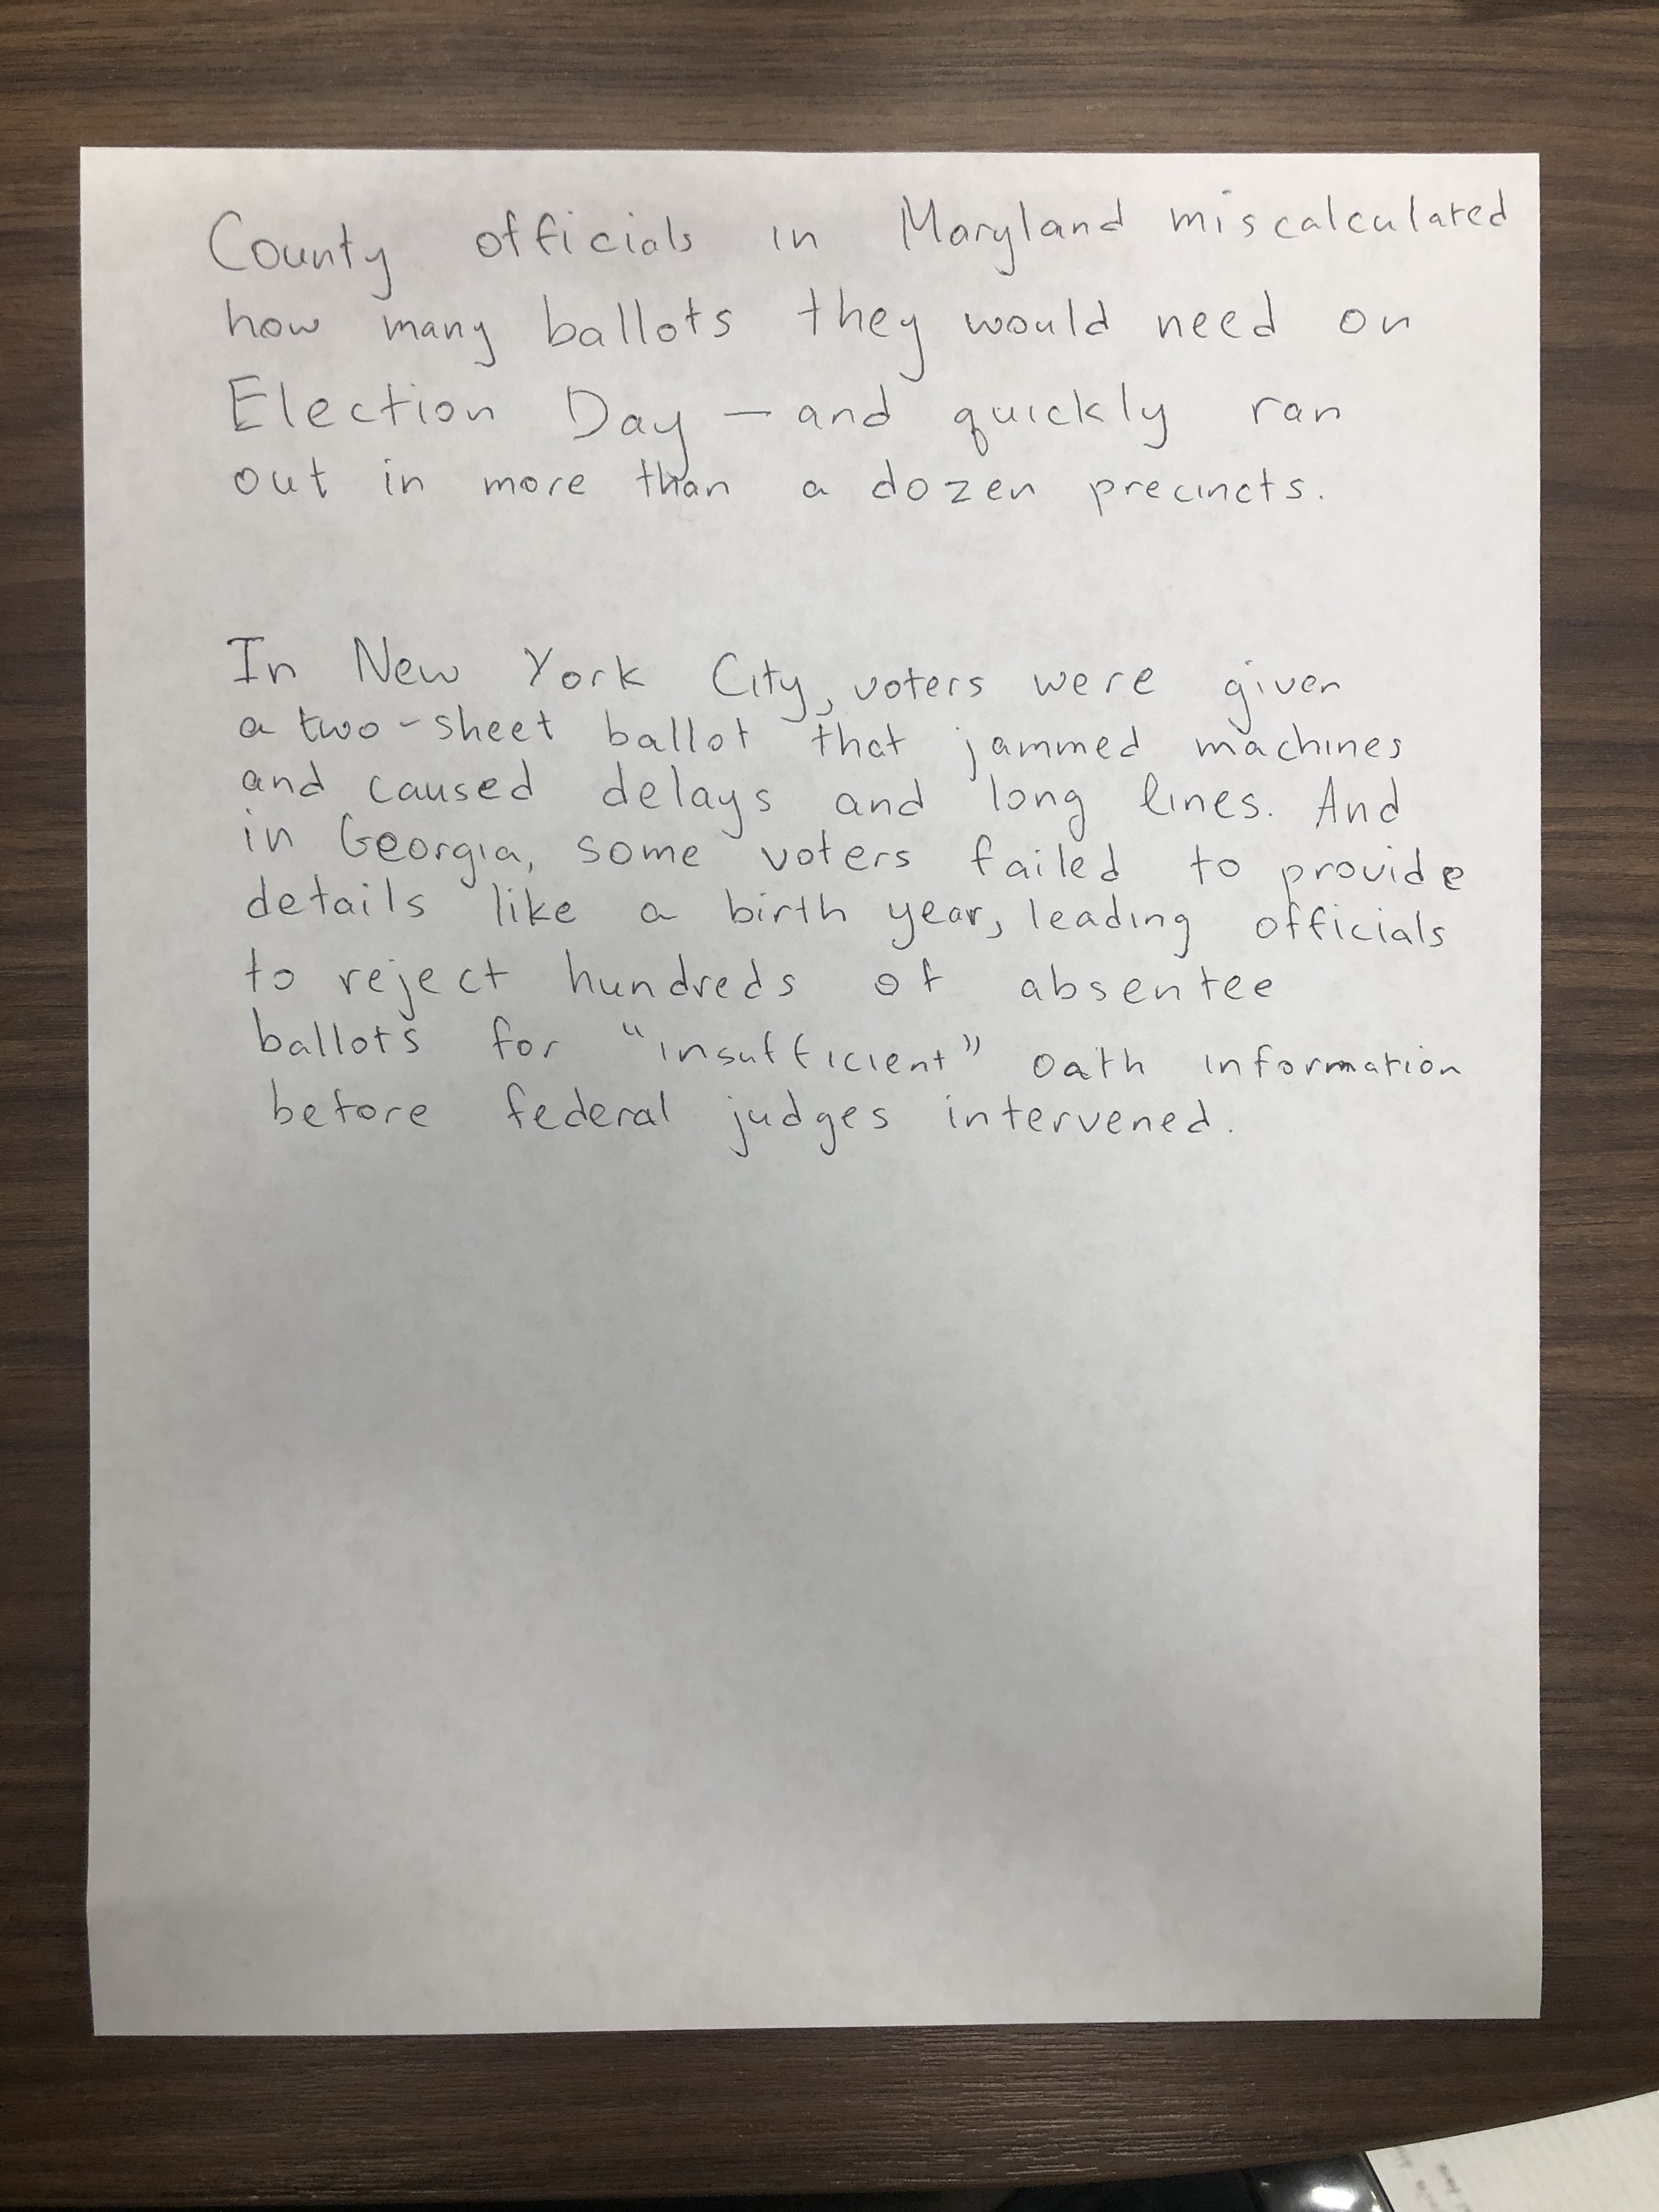 County officials in Maryland miscalculated
how many ballots they would need on
Election Day — and quickly ran
out in more than a dozen precincts.
In New York City, voters were given
a two-sheet ballot that jammed machines
and caused delays and long lines. And
in Georgia, some voters failed to provide
details like a birth year, leading officials
to reject hundreds of absentee
ballots for "insufficient" oath information
before federal judges intervened.